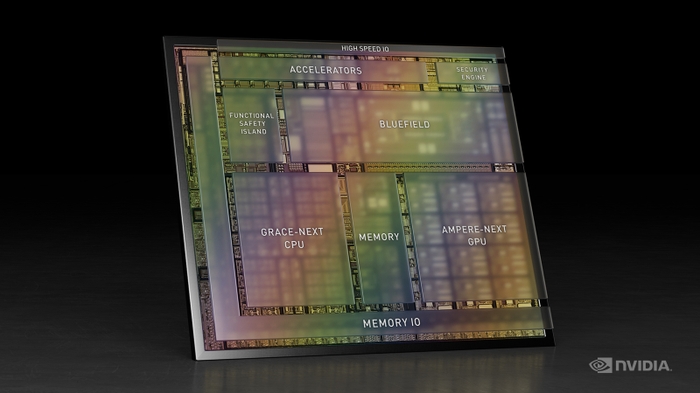 HIGH SPEED IO
ACCELERATORS
SECURITY
ENGINE
FUNCTIONAL
SAFETY
ISLAND
BLUEFIELD
GRACE-NEXT
CPU
MEMORY
AMPERE-NEXT
GPU
MEMORY IO
NVIDIA